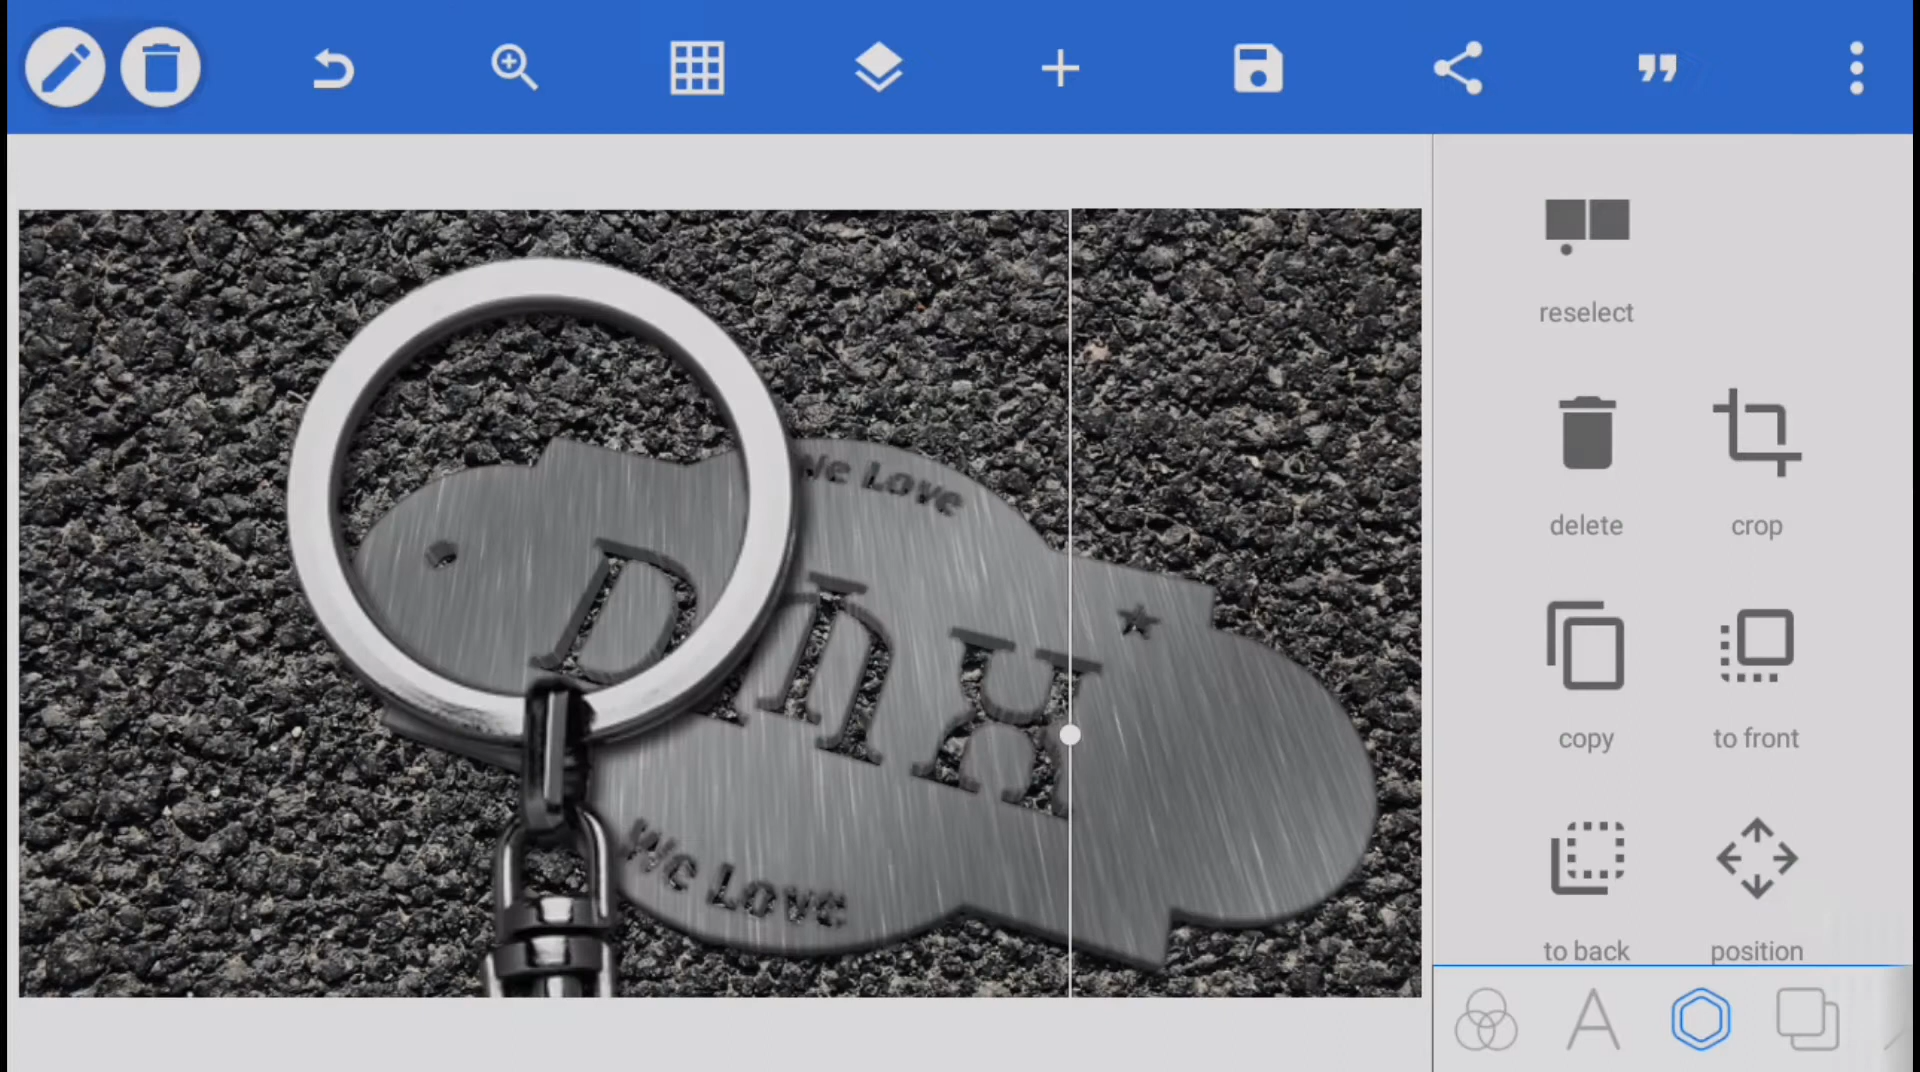 We Love
We Love
reselect
delete crop
copy to front
to back position